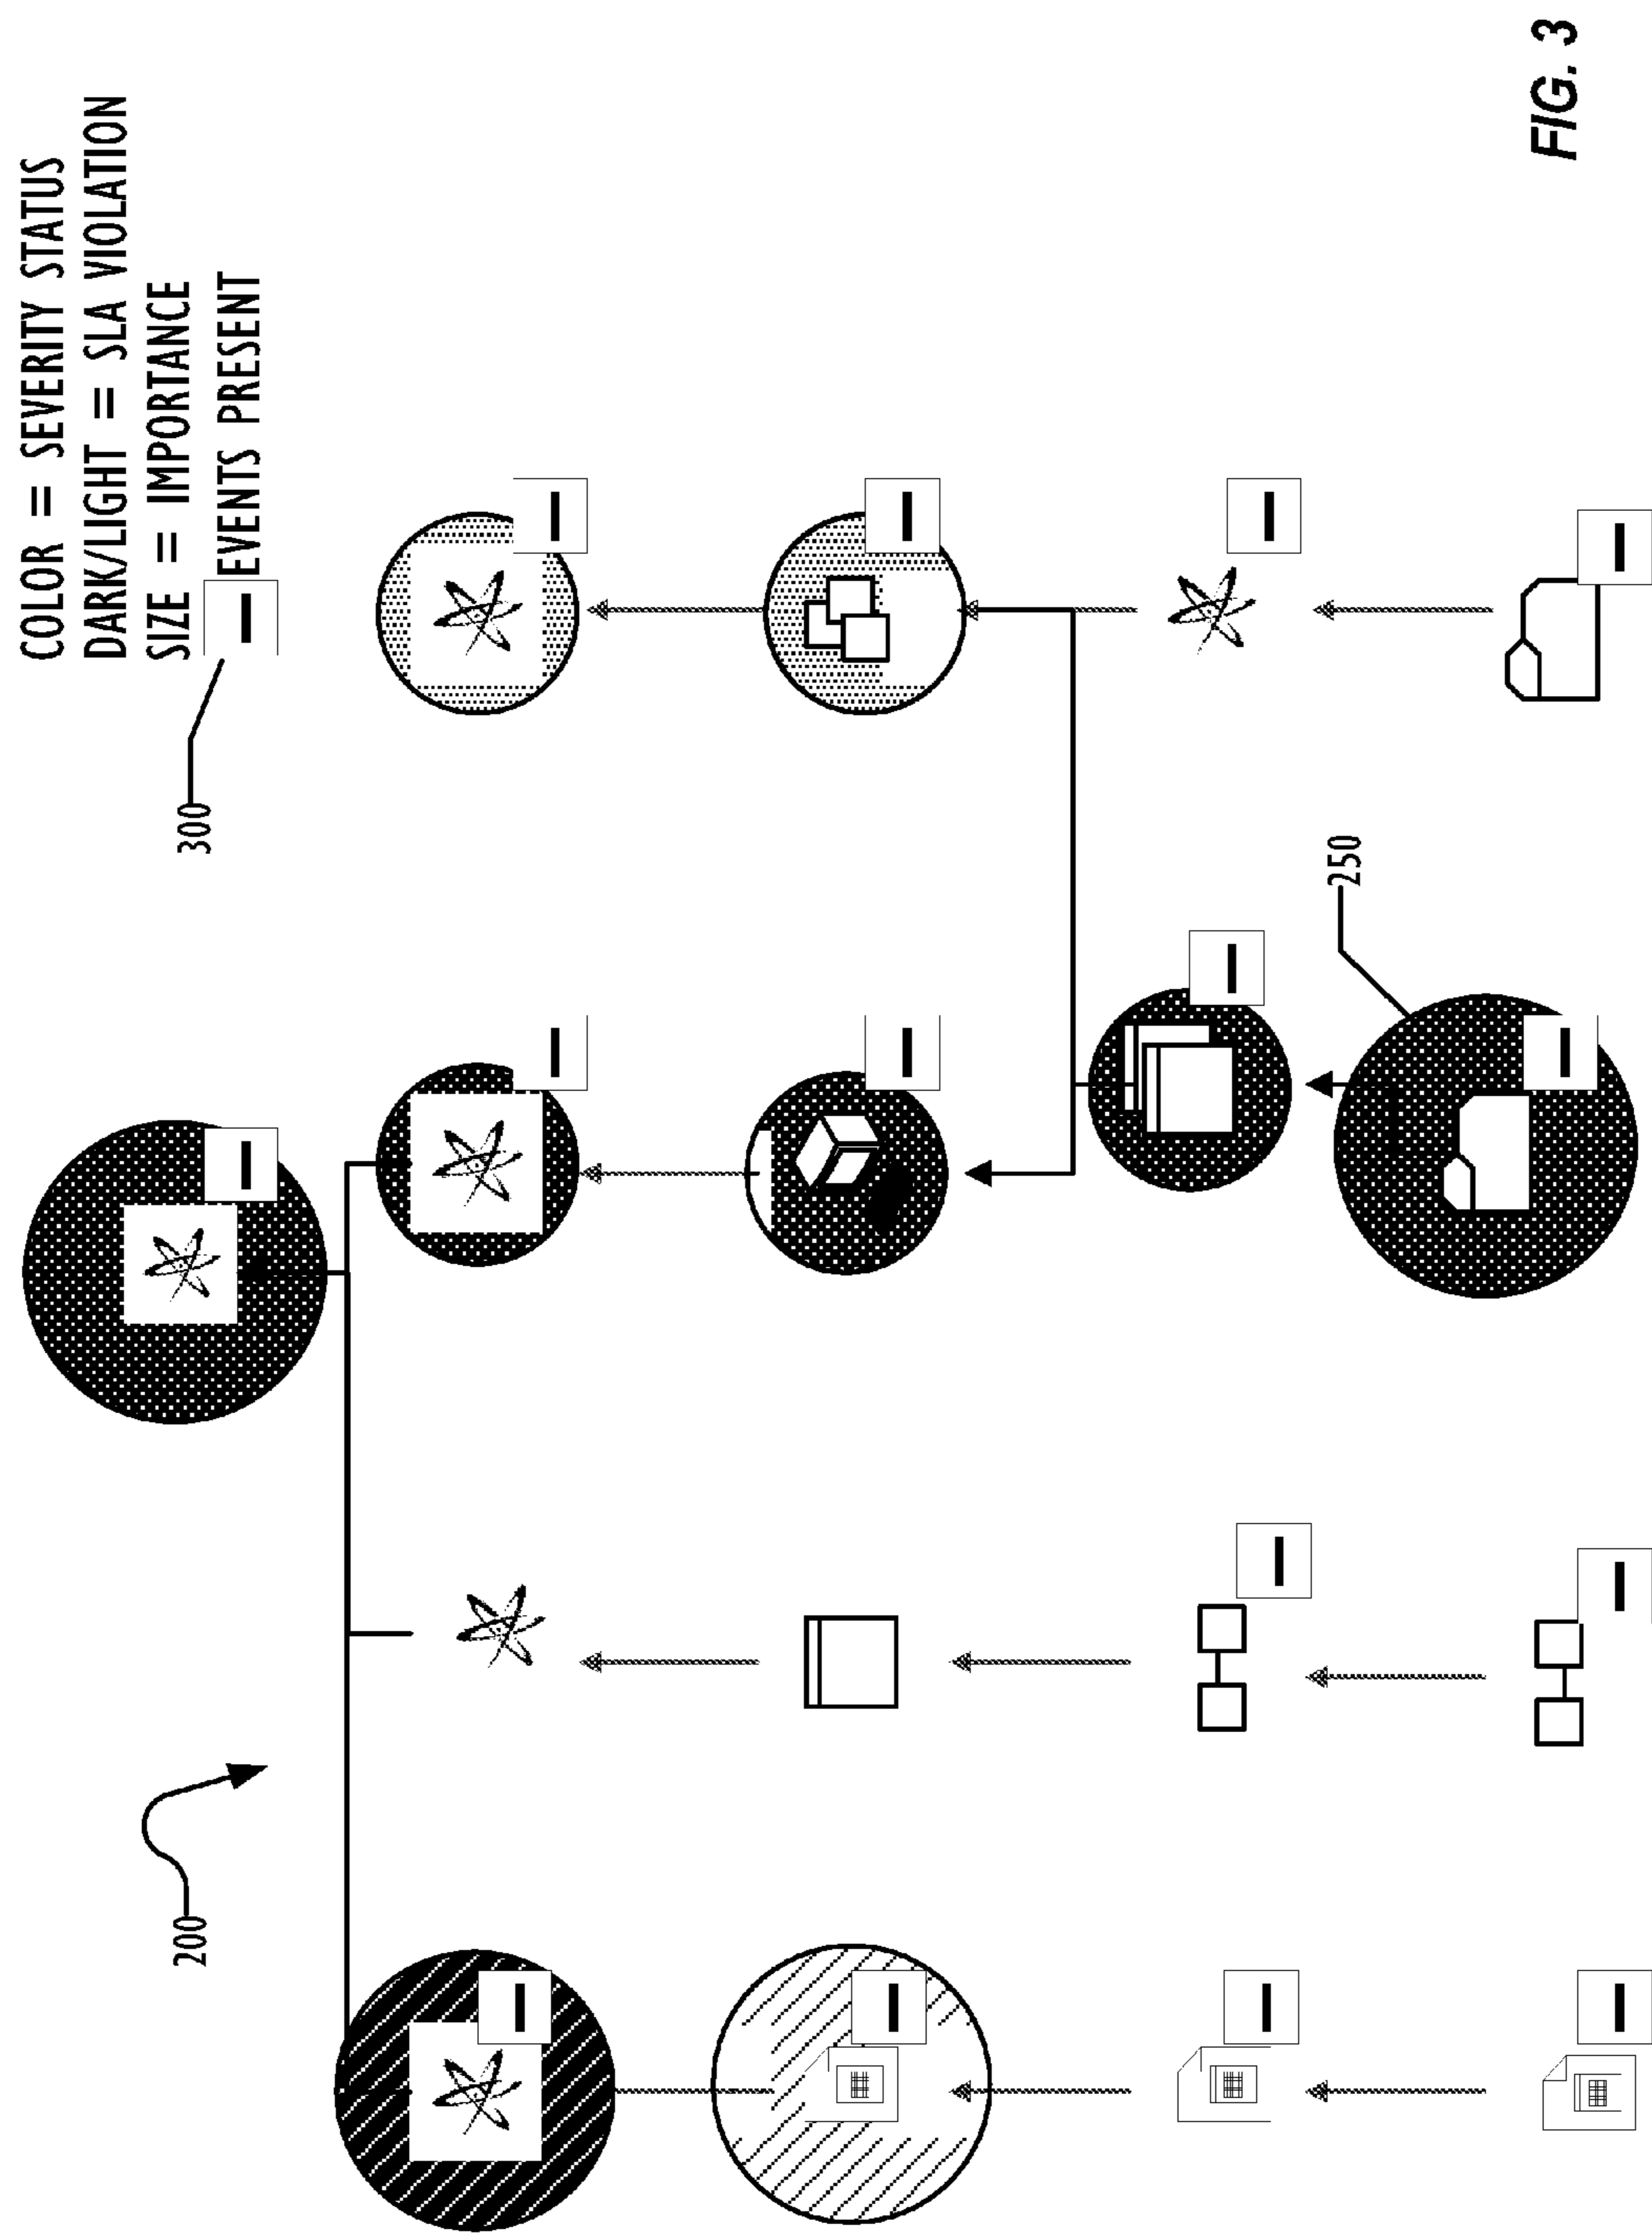 COLOR = SEVERITY STATUS
DARK/LIGHT = SLA VIOLATION
SIZE = IMPORTANCE
EVENTS PRESENT
300
200
250
FIG. 3